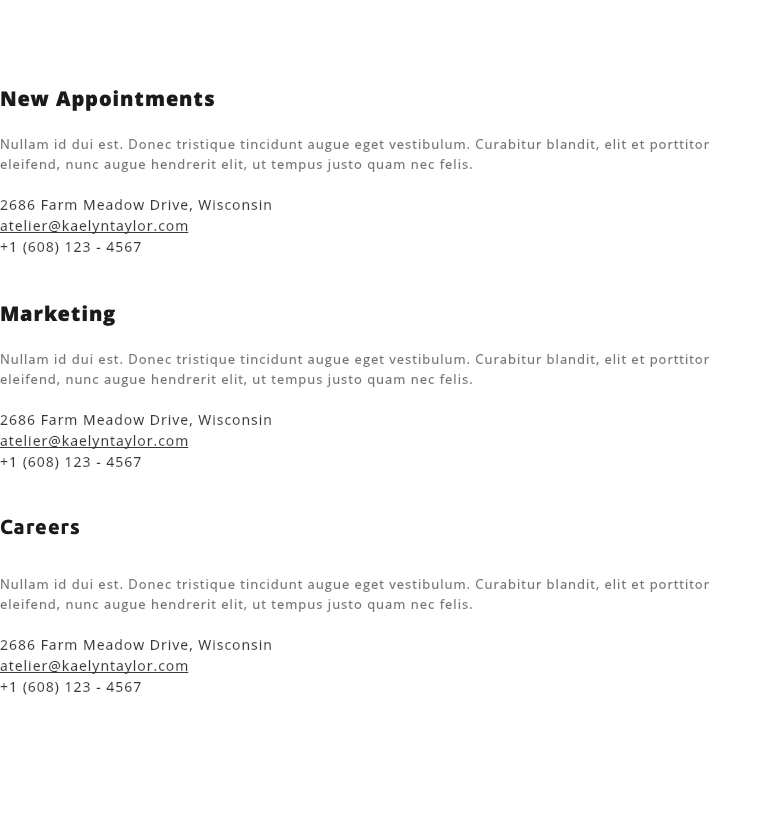 New Appointments
Nullam id dui est. Donec tristique tincidunt augue eget vestibulum. Curabitur blandit, elit et porttitor
eleifend, nunc augue hendrerit elit, ut tempus justo quam nec felis.
2686 Farm Meadow Drive, Wisconsin
atelier@kaelyntaylor.com
+1 (608) 123 - 4567
Marketing
Nullam id dui est. Donec tristique tincidunt augue eget vestibulum. Curabitur blandit, elit et porttitor
eleifend, nunc augue hendrerit elit, ut tempus justo quam nec felis.
2686 Farm Meadow Drive, Wisconsin
atelier@kaelyntaylor.com
+1 (608) 123 - 4567
Careers
Nullam id dui est. Donec tristique tincidunt augue eget vestibulum. Curabitur blandit, elit et porttitor
eleifend, nunc augue hendrerit elit, ut tempus justo quam nec felis.
2686 Farm Meadow Drive, Wisconsin
atelier@kaelyntaylor.com
+1 (608) 123 - 4567